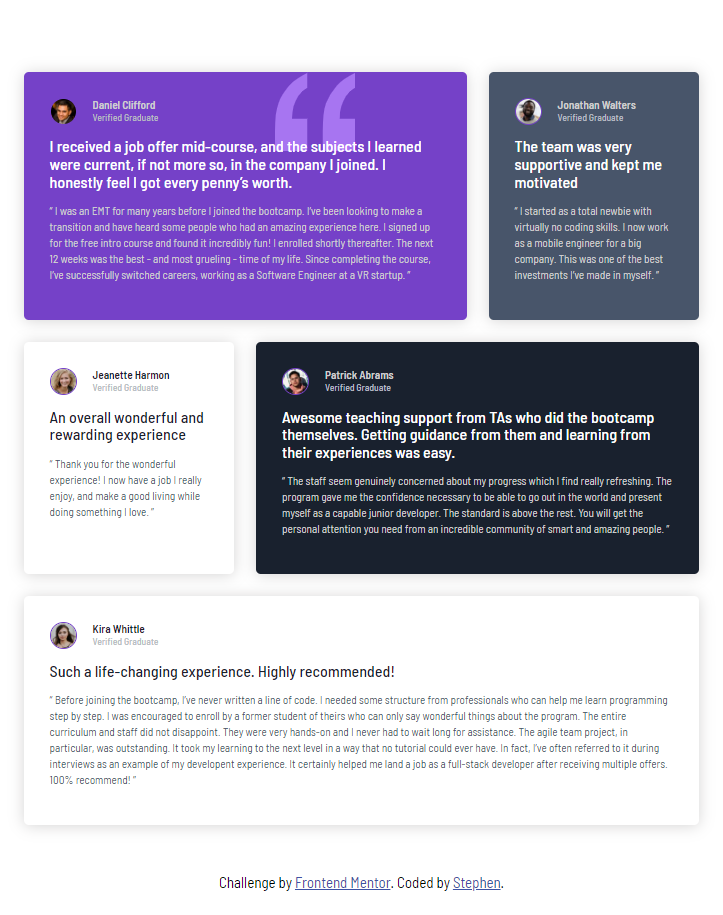 Daniel Clifford
Verified Graduate
I received a job offer mid-course, and the subjects I learned
were current, if not more so, in the company I joined. I
honestly feel I got every penny’s worth.
“ I was an EMT for many years before I joined the bootcamp. I’ve been looking to make a
transition and have heard some people who had an amazing experience here. I signed up
for the free intro course and found it incredibly fun! I enrolled shortly thereafter. The next
12 weeks was the best - and most grueling - time of my life. Since completing the course,
I’ve successfully switched careers, working as a Software Engineer at a VR startup. ”
Jonathan Walters
Verified Graduate
The team was very
supportive and kept me
motivated
“ I started as a total newbie with
virtually no coding skills. I now work
as a mobile engineer for a big
company. This was one of the best
investments I’ve made in myself. ”
Jeanette Harmon
Verified Graduate
An overall wonderful and
rewarding experience
“ Thank you for the wonderful
experience! I now have a job I really
enjoy, and make a good living while
doing something I love. ”
Patrick Abrams
Verified Graduate
Awesome teaching support from TAs who did the bootcamp
themselves. Getting guidance from them and learning from
their experiences was easy.
“ The staff seem genuinely concerned about my progress which I find really refreshing. The
program gave me the confidence necessary to be able to go out in the world and present
myself as a capable junior developer. The standard is above the rest. You will get the
personal attention you need from an incredible community of smart and amazing people. ”
Kira Whittle
Verified Graduate
Such a life-changing experience. Highly recommended!
“ Before joining the bootcamp, I’ve never written a line of code. I needed some structure from professionals who can help me learn programming
step by step. I was encouraged to enroll by a former student of theirs who can only say wonderful things about the program. The entire
curriculum and staff did not disappoint. They were very hands-on and I never had to wait long for assistance. The agile team project, in
particular, was outstanding. It took my learning to the next level in a way that no tutorial could ever have. In fact, I’ve often referred to it during
interviews as an example of my developent experience. It certainly helped me land a job as a full-stack developer after receiving multiple offers.
100% recommend! ”
Challenge by Frontend Mentor. Coded by Stephen.